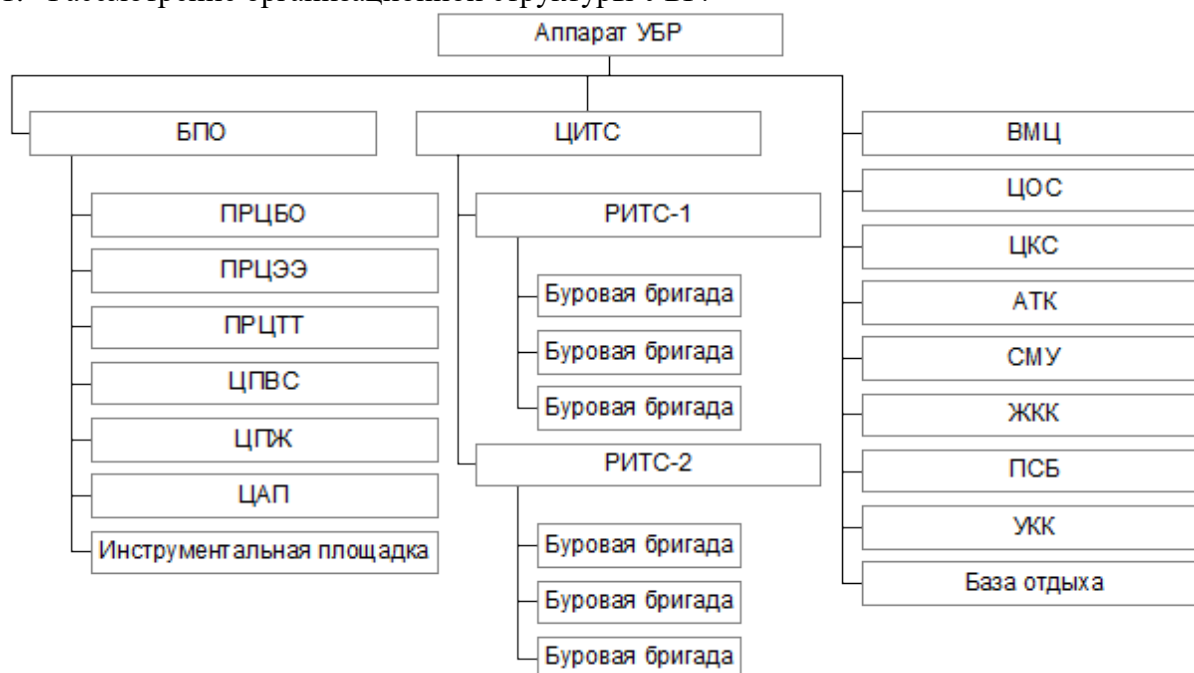 Аппарат УБР
БПО
ПРЦБО
ПРЦЭЭ
ПРЦТТ
ЦПВС
ЦПЖ
ЦАП
Инструментальная площадка
ЦИТС
РИТС-1
Буровая бригада
Буровая бригада
Буровая бригада
РИТС-2
Буровая бригада
Буровая бригада
Буровая бригада
ВМЦ
ЦОС
ЦКС
АТК
СМУ
ЖКК
ПСБ
УКК
База отдыха